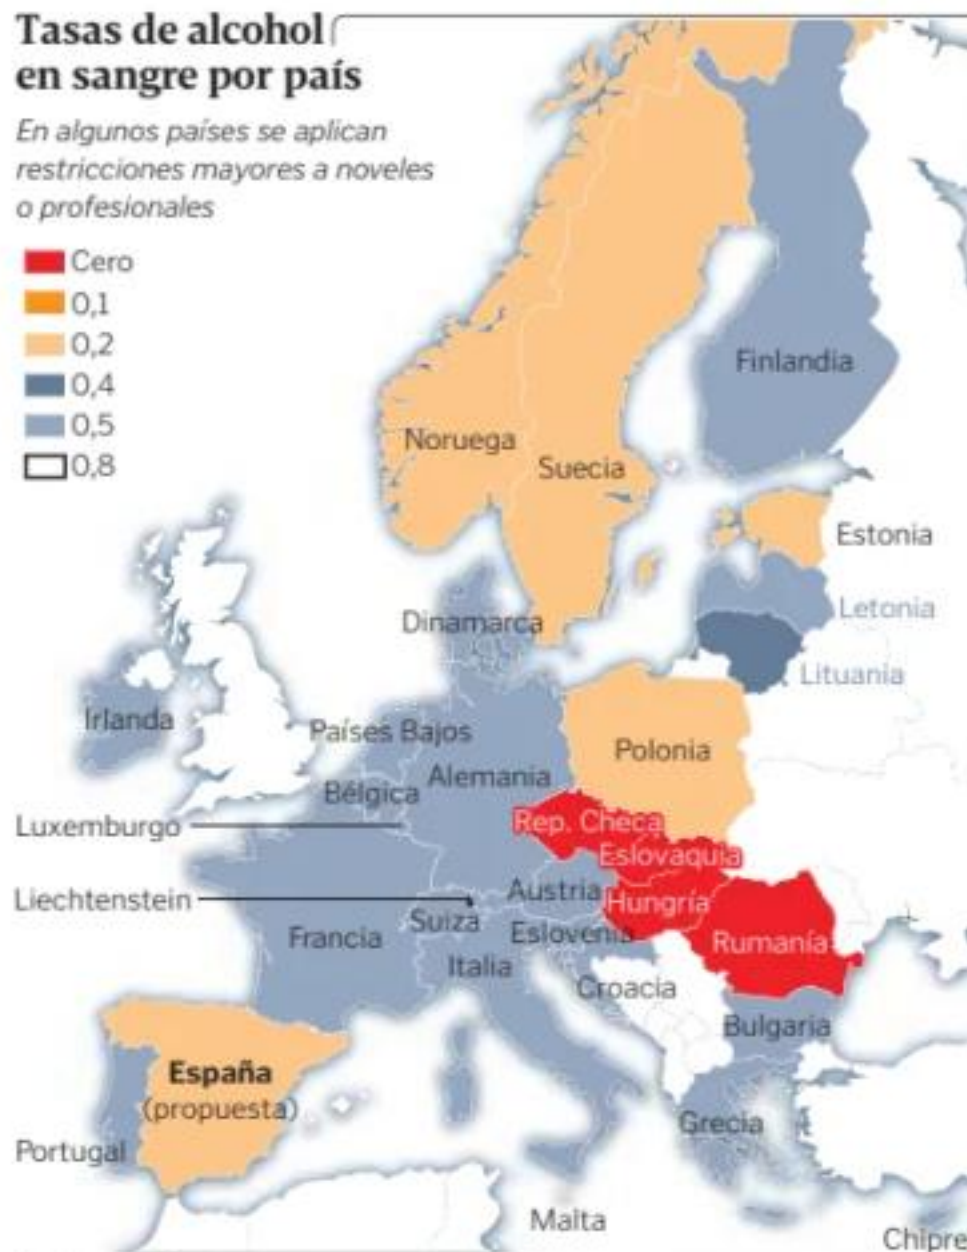 Tasas de alcohol
en sangre por país
En algunos países se aplican
restricciones mayores a noveles
o profesionales
Cero
0,1
0,2
0,4
0,5
0,8
Finlandia
Noruega
Suecia
Estonia
Letonia
Dinamarca
Lituania
Irlanda
Países Bajos
Polonia
Alemania
Bélgica
Rep. Checa
Luxemburgo
Eslovaquia
Austria
Liechtenstein
Hungría
Suiza
Eslovenia
Francia
Rumanía
Italia
Croacia
Bulgaria
España
(propuesta)
Grecia
Portugal
Malta
Chipre